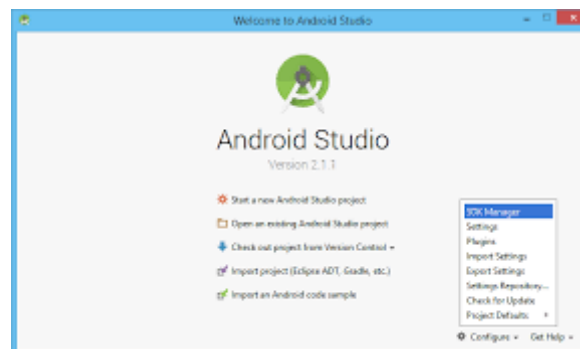 Welcome to Android Studio
Android Studio
Version 2.1.1
Start a new Android Studio project
Open an existing Android Studio project
Check out project from Version Control
Import project (Eclipse ADT, Gradle, etc.)
Import an Android code sample
SDK Manager
Settings
Plugins
Import Settings
Export Settings
Settings Repository...
Check for Update
Project Defaults
Configure
Get Help